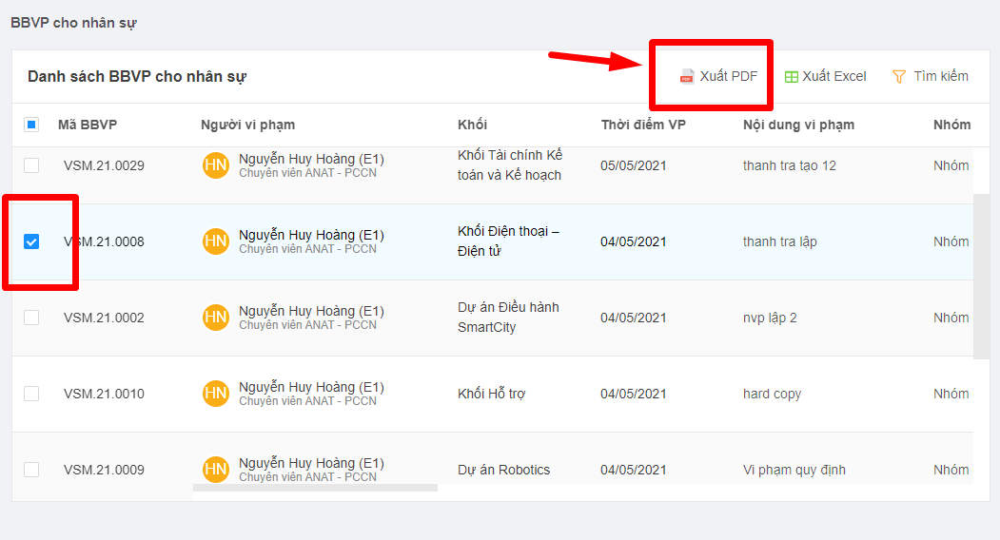 BBVP cho nhân sự
Danh sách BBVP cho nhân sự
PDF Xuất PDF
Xuất Excel
Tìm kiếm
Mã BBVP Người vi phạm Khối Thời điểm VP Nội dung vi phạm Nhóm
VSM.21.0029 HN Nguyễn Huy Hoàng (E1) Khối Tài chính Kế 05/05/2021 thanh tra tạo 12 Nhóm
Chuyên viên ANAT - PCCN toán và Kế hoạch
VSM.21.0008 HN Nguyễn Huy Hoàng (E1) Khối Điện thoại – 04/05/2021 thanh tra lập Nhóm
Chuyên viên ANAT - PCCN Điện tử
VSM.21.0002 HN Nguyễn Huy Hoàng (E1) Dự án Điều hành 04/05/2021 nvp lập 2 Nhóm
Chuyên viên ANAT - PCCN SmartCity
VSM.21.0010 HN Nguyễn Huy Hoàng (E1) Khối Hỗ trợ 04/05/2021 hard copy Nhóm
Chuyên viên ANAT - PCCN
VSM.21.0009 HN Nguyễn Huy Hoàng (E1) Dự án Robotics 04/05/2021 Vi phạm quy định Nhóm
Chuyên viên ANAT - PCCN